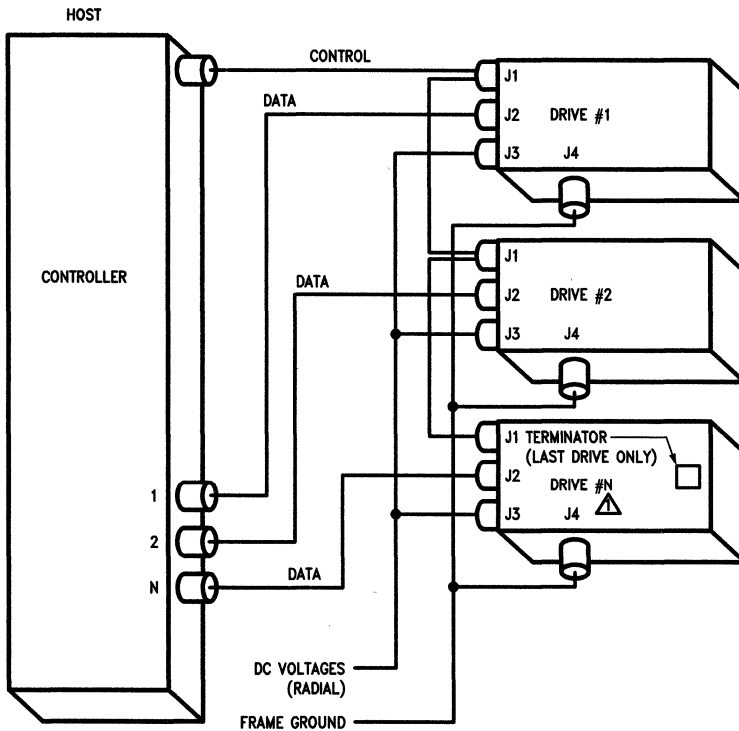 HOST
CONTROL
DATA
CONTROLLER
DATA
1
2
N
DATA
DC VOLTAGES
(RADIAL)
FRAME GROUND
J1
J2 DRIVE #1
J3 J4
J1
J2 DRIVE #2
J3 J4
J1 TERMINATOR
(LAST DRIVE ONLY)
J2
DRIVE #N
J3 J4 1